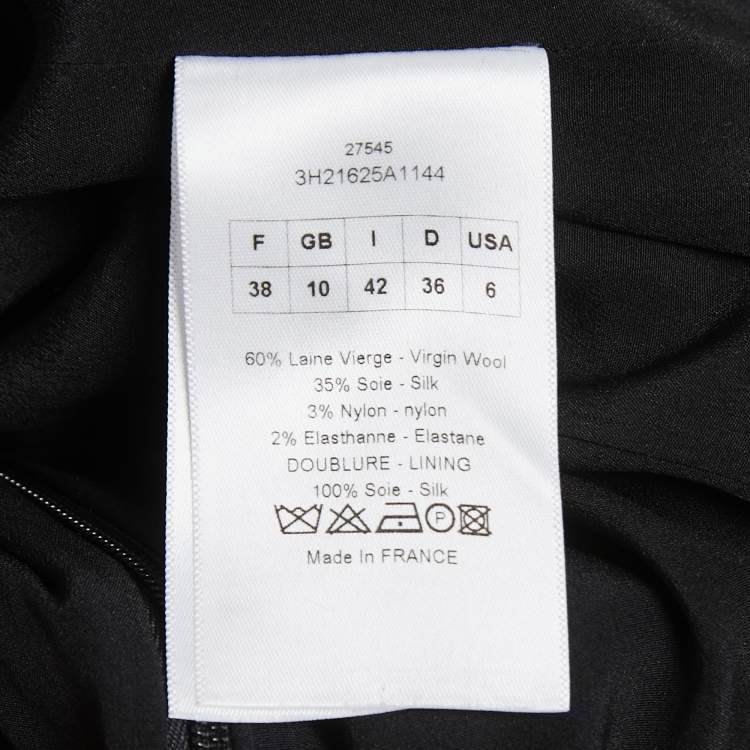 27545
3H21625A1144
F GB I D USA
38 10 42 36 6
60% Laine Vierge - Virgin Wool
35% Soie - Silk
3% Nylon - nylon
2% Elasthanne - Elastane
DOUBLURE - LINING
100% Soie - Silk
P
Made In FRANCE